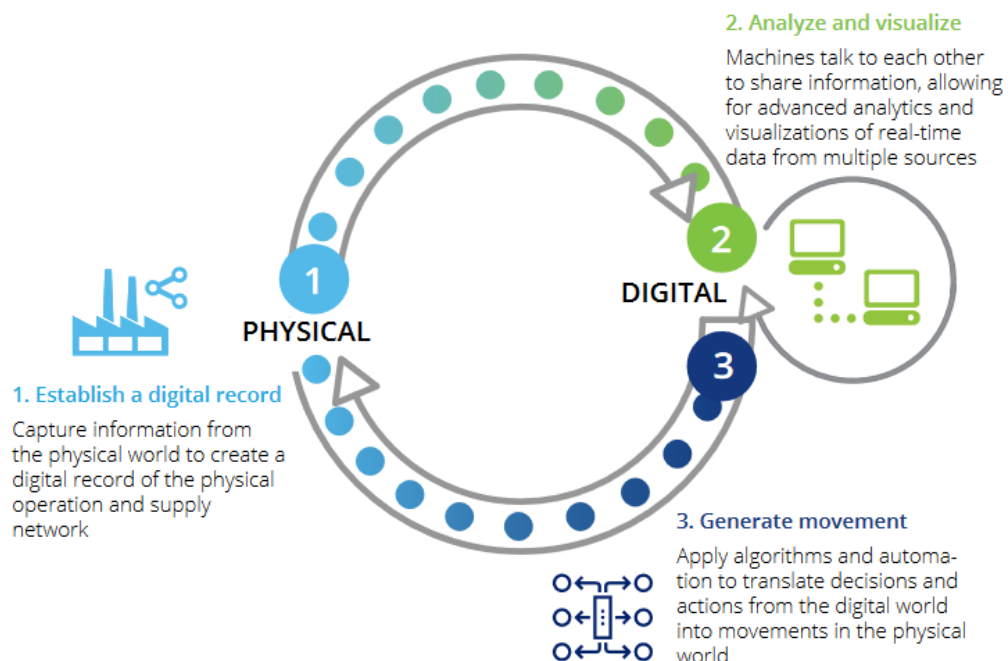 2. Analyze and visualize
Machines talk to each other
to share information, allowing
for advanced analytics and
visualizations of real-time
data from multiple sources
1
2
PHYSICAL
DIGITAL
3
1. Establish a digital record
Capture information from
the physical world to create a
digital record of the physical
operation and supply
network
3. Generate movement
Apply algorithms and automa-
tion to translate decisions and
actions from the digital world
into movements in the physical
world